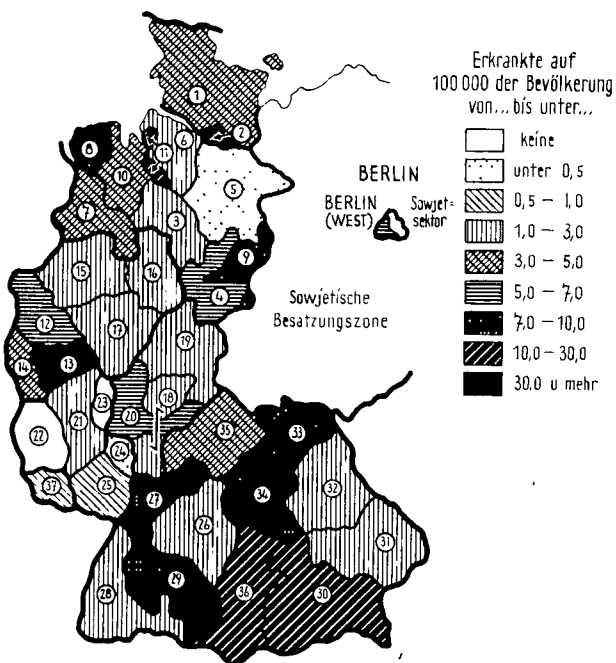 Erkrankte auf
100 000 der Bevölkerung
von... bis unter...
keine
unter 0,5
0,5 – 1,0
1,0 – 3,0
3,0 – 5,0
5,0 – 7,0
7,0 – 10,0
10,0 – 30,0
30,0 u mehr
BERLIN
BERLIN
(WEST)
Sowjet=
sektor
Sowjetische
Besatzungszone
1
2
6
11
8
10
5
7
3
9
15
16
4
12
17
19
14
13
18
23
20
21
35
22
24
33
37
25
27
34
32
26
31
29
28
36
30